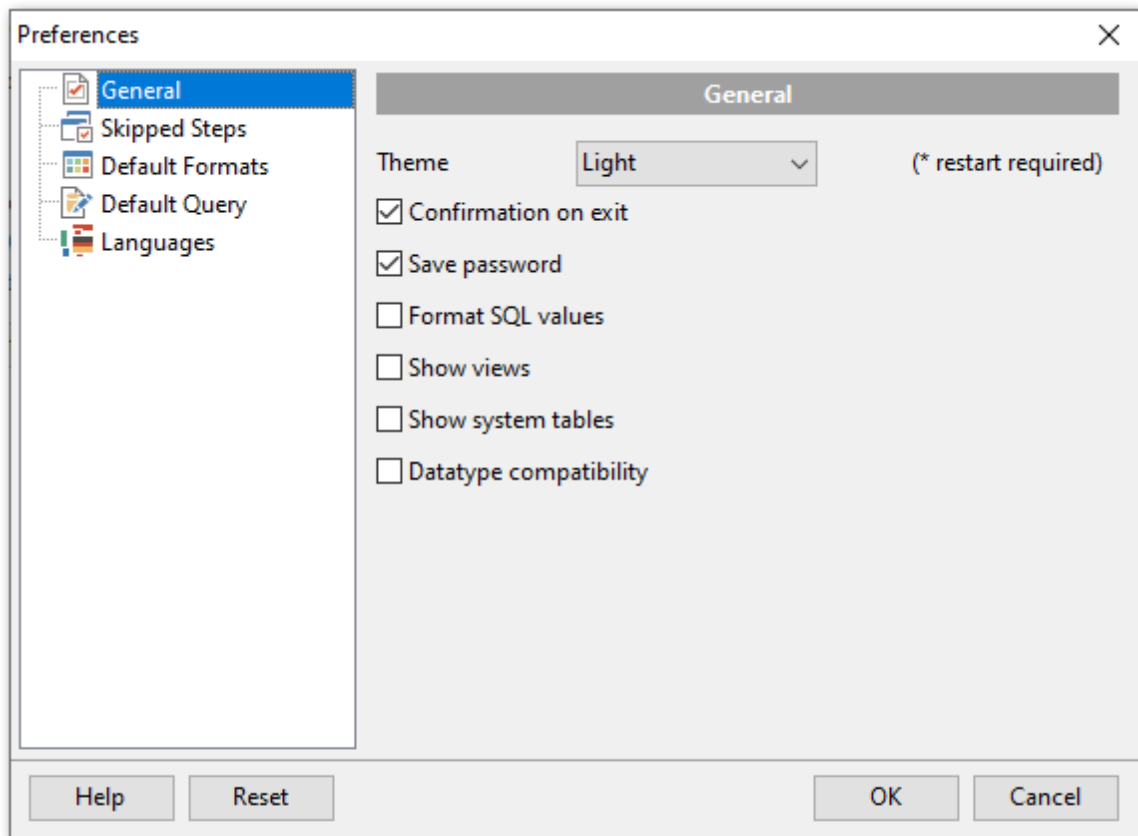 Preferences
General
Skipped Steps
Default Formats
Default Query
Languages
General
Theme Light (* restart required)
Confirmation on exit
Save password
Format SQL values
Show views
Show system tables
Datatype compatibility
Help Reset OK Cancel